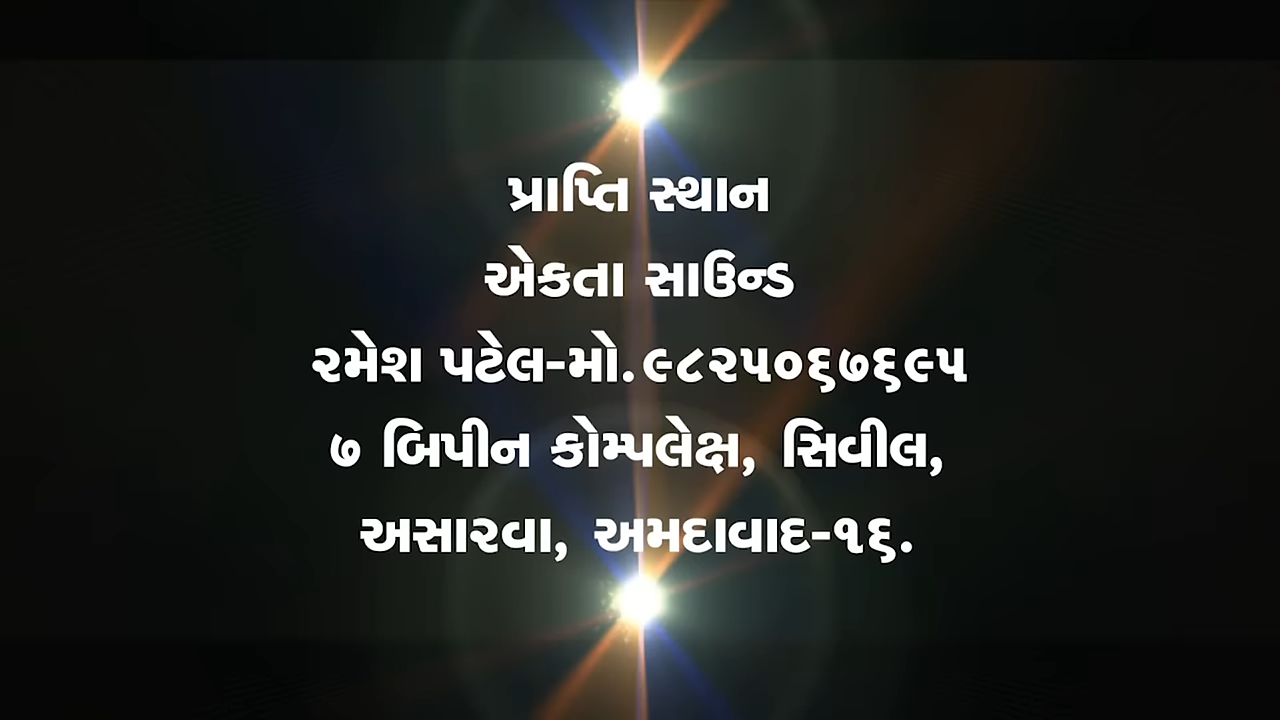 પ્રાપ્તિ સ્થાન
એકતા સાઉન્ડ
રમેશ પટેલ-મો.૯૮૨૫૦૬૭૬૯૫
૭ બિપીન કોમ્પલેક્ષ, સિવીલ,
અસારવા, અમદાવાદ-૧૬.